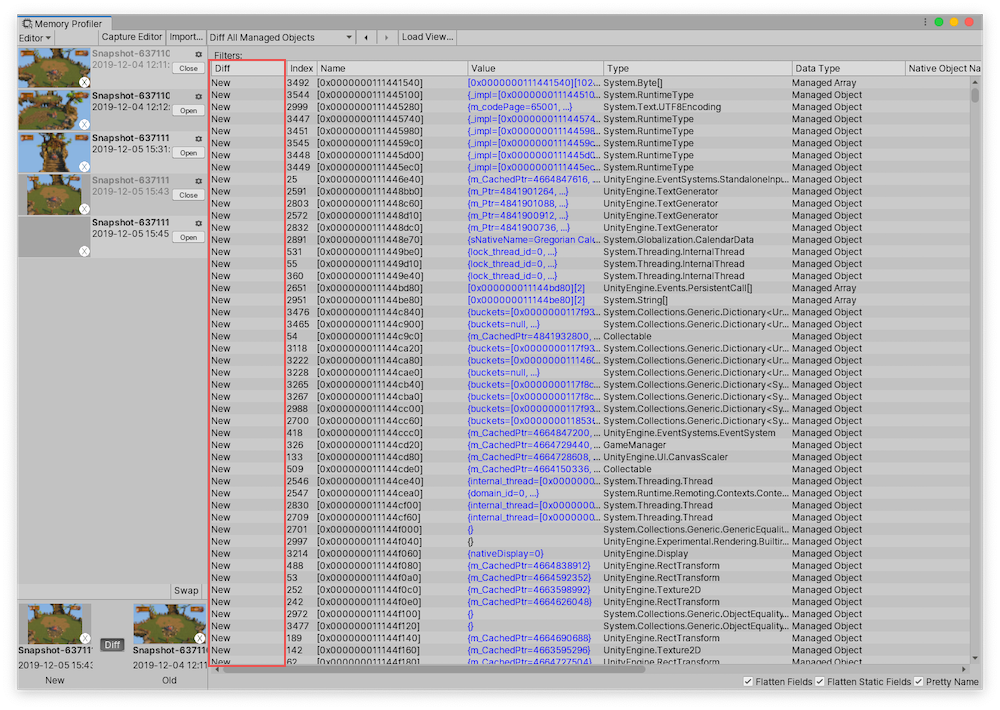 Memory Profiler
Editor Capture Editor Import... Diff All Managed Objects Load View...
Snapshot-637110
2019-12-04 12:11:
Close
Snapshot-637110
2019-12-04 12:12:
Open
Snapshot-637111
2019-12-05 15:31:
Open
Snapshot-637111
2019-12-05 15:43
Close
Snapshot-637111
2019-12-05 15:45
Open
Swap
Diff
Snapshot-63711 Snapshot-637110
2019-12-05 15:43 2019-12-04 12:11
New Old
Filters:
Diff Index Name Value Type Data Type Native Object Na
New 3492 [0x0000000111441540] [0x0000000111441540][102... System.Byte[] Managed Array
New 3544 [0x0000000111445100] {_impl=[0x000000011144510... System.RuntimeType Managed Object
New 2999 [0x0000000111445280] {m_codePage=65001, ...} System.Text.UTF8Encoding Managed Object
New 3447 [0x0000000111445740] {_impl=[0x000000011144574... System.RuntimeType Managed Object
New 3451 [0x0000000111445980] {_impl=[0x000000011144598... System.RuntimeType Managed Object
New 3545 [0x00000001114459c0] {_impl=[0x00000001114459c... System.RuntimeType Managed Object
New 3448 [0x0000000111445d00] {_impl=[0x0000000111445d0... System.RuntimeType Managed Object
New 3449 [0x0000000111445ec0] {_impl=[0x0000000111445ec... System.RuntimeType Managed Object
New 25 [0x0000000111446e40] {m_CachedPtr=4664847616, ... UnityEngine.EventSystems.StandaloneInpu... Managed Object
New 2591 [0x0000000111448bb0] {m_Ptr=4841901264, ...} UnityEngine.TextGenerator Managed Object
New 2803 [0x0000000111448c60] {m_Ptr=4841901088, ...} UnityEngine.TextGenerator Managed Object
New 2572 [0x0000000111448d10] {m_Ptr=4841900912, ...} UnityEngine.TextGenerator Managed Object
New 2832 [0x0000000111448dc0] {m_Ptr=4841900736, ...} UnityEngine.TextGenerator Managed Object
New 2891 [0x0000000111448e70] {sNativeName=Gregorian Cale... System.Globalization.CalendarData Managed Object
New 531 [0x0000000111449be0] {lock_thread_id=0, ...} System.Threading.InternalThread Managed Object
New 55 [0x0000000111449d10] {lock_thread_id=0, ...} System.Threading.InternalThread Managed Object
New 360 [0x0000000111449e40] {lock_thread_id=0, ...} System.Threading.InternalThread Managed Object
New 2651 [0x000000011144bd80] [0x000000011144bd80][2] UnityEngine.Events.PersistentCall[] Managed Array
New 2951 [0x000000011144be80] [0x000000011144be80][2] System.String[] Managed Array
New 3476 [0x000000011144c840] {buckets=[0x0000000117f93... System.Collections.Generic.Dictionary<Ur... Managed Object
New 3465 [0x000000011144c900] {buckets=null, ...} System.Collections.Generic.Dictionary<Ur... Managed Object
New 54 [0x000000011144c9c0] {m_CachedPtr=4841932800, ... Collectable Managed Object
New 3118 [0x000000011144ca20] {buckets=[0x0000000117f93... System.Collections.Generic.Dictionary<Ur... Managed Object
New 3222 [0x000000011144ca80] {buckets=[0x0000000111460... System.Collections.Generic.Dictionary<Ur... Managed Object
New 3228 [0x000000011144cae0] {buckets=null, ...} System.Collections.Generic.Dictionary<Ur... Managed Object
New 3265 [0x000000011144cb40] {buckets=[0x0000000117f8c... System.Collections.Generic.Dictionary<Sy... Managed Object
New 3267 [0x000000011144cba0] {buckets=[0x0000000117f8c... System.Collections.Generic.Dictionary<Sy... Managed Object
New 2988 [0x000000011144cc00] {buckets=[0x0000000117f93... System.Collections.Generic.Dictionary<Sy... Managed Object
New 2700 [0x000000011144cc60] {buckets=[0x000000011853t... System.Collections.Generic.Dictionary<Sy... Managed Object
New 418 [0x000000011144ccc0] {m_CachedPtr=4664847200, ... UnityEngine.EventSystems.EventSystem Managed Object
New 326 [0x000000011144cd20] {m_CachedPtr=4664729440, ... GameManager Managed Object
New 133 [0x000000011144cd80] {m_CachedPtr=4664728608, ... UnityEngine.UI.CanvasScaler Managed Object
New 509 [0x000000011144cde0] {m_CachedPtr=4664150336, ... Collectable Managed Object
New 2546 [0x000000011144ce40] {internal_thread=[0x0000000... System.Threading.Thread Managed Object
New 2547 [0x000000011144cea0] {domain_id=0, ...} System.Runtime.Remoting.Contexts.Conte... Managed Object
New 2830 [0x000000011144cf00] {internal_thread=[0x0000000... System.Threading.Thread Managed Object
New 2709 [0x000000011144cf60] {internal_thread=[0x0000000... System.Threading.Thread Managed Object
New 2701 [0x000000011144f000] {} System.Collections.Generic.GenericEqualit... Managed Object
New 2997 [0x000000011144f040] {} UnityEngine.Experimental.Rendering.Builtir... Managed Object
New 3214 [0x000000011144f060] {nativeDisplay=0} UnityEngine.Display Managed Object
New 488 [0x000000011144f080] {m_CachedPtr=4664838912} UnityEngine.RectTransform Managed Object
New 53 [0x000000011144f0a0] {m_CachedPtr=4664592352} UnityEngine.RectTransform Managed Object
New 252 [0x000000011144f0c0] {m_CachedPtr=4663598992} UnityEngine.Texture2D Managed Object
New 242 [0x000000011144f0e0] {m_CachedPtr=4664626048} UnityEngine.RectTransform Managed Object
New 2972 [0x000000011144f100] {} System.Collections.Generic.ObjectEquality... Managed Object
New 3477 [0x000000011144f120] {} System.Collections.Generic.ObjectEquality... Managed Object
New 189 [0x000000011144f140] {m_CachedPtr=4664690688} UnityEngine.RectTransform Managed Object
New 142 [0x000000011144f160] {m_CachedPtr=4663595296} UnityEngine.Texture2D Managed Object
New 62 [0x000000011144f180] {m_CachedPtr=4664727504} UnityEngine.RectTransform Managed Object
Flatten Fields Flatten Static Fields Pretty Name